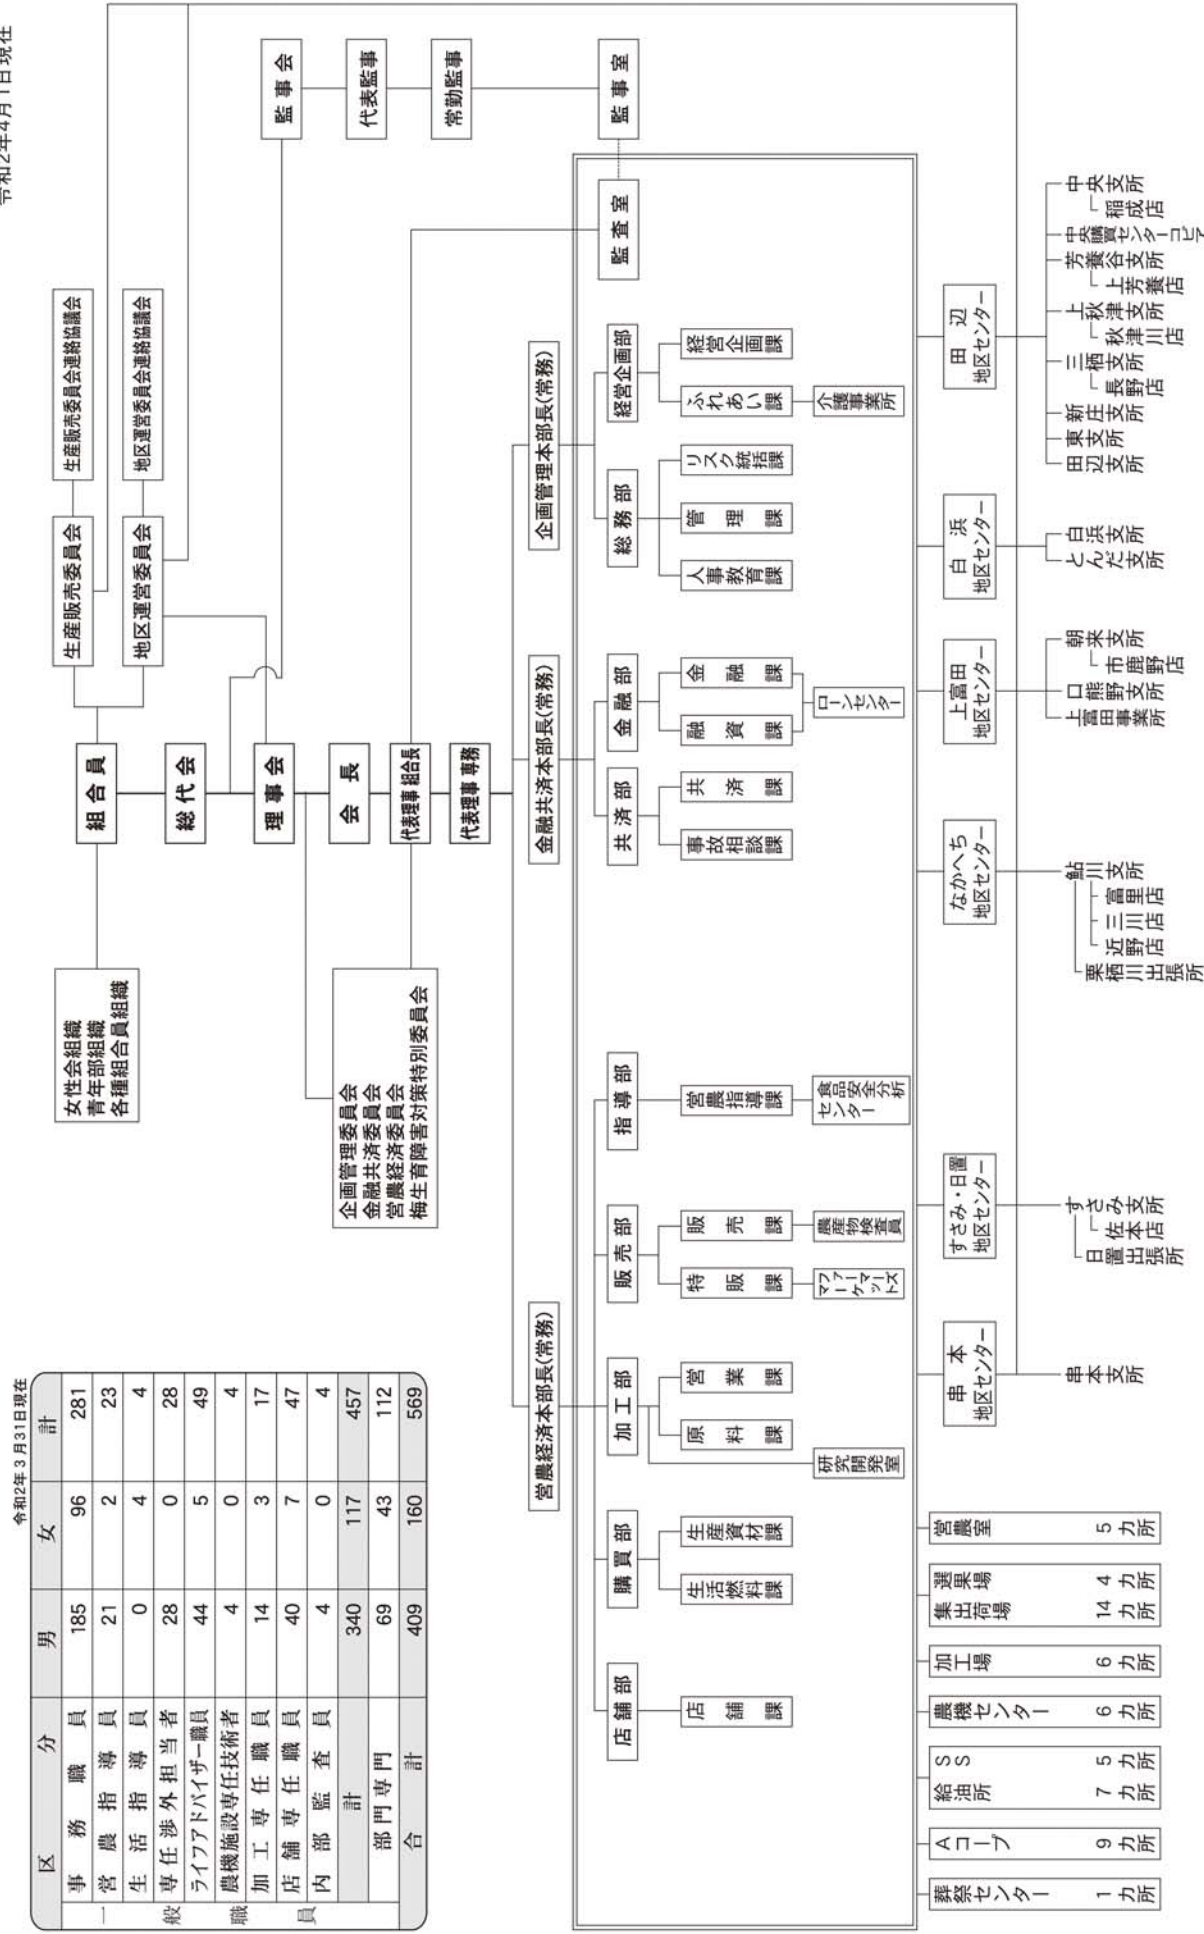 令和2年3月31日現在
区分 男 女 計
一般職員
事務職員 185 96 281
営農指導員 21 2 23
生活指導員 0 4 4
専任渉外担当者 28 0 28
ライフアドバイザー職員 44 5 49
農機施設専任技術者 4 0 4
加工専任職員 14 3 17
店舗専任職員 40 7 47
内部監査員 4 0 4
計 340 117 457
部門専門 69 43 112
合計 409 160 569
令和2年4月1日現在
女性会組織
青年部組織
各種組合員組織
組合員
生産販売委員会
生産販売委員会連絡協議会
地区運営委員会
地区運営委員会連絡協議会
総代会
理事会
監事会
代表監事
常勤監事
監事室
会長
代表理事 組合長
代表理事 専務
企画管理委員会
金融共済委員会
営農経済委員会
梅生育障害対策特別委員会
営農経済本部長(常務)
金融共済本部長(常務)
企画管理本部長(常務)
監査室
店舗部
店舗課
購買部
生活燃料課
生産資材課
加工部
原料課
営業課
研究開発室
販売部
特販課
販売課
ファーマーズ
マーケット
農産物検査員
指導部
営農指導課
食品安全分析
センター
共済部
事故相談課
共済課
金融部
融資課
金融課
ローンセンター
総務部
人事教育課
管理課
リスク統括課
経営企画部
ふれあい課
経営企画課
介護事業所
葬祭センター 1カ所
Aコープ 9カ所
SS 5カ所
給油所 7カ所
農機センター 6カ所
加工場 6カ所
選果場 4カ所
集出荷場 14カ所
営農室 5カ所
串本
地区センター
串本支所
すさみ・日置
地区センター
すさみ支所
佐本店
日置出張所
なかへち
地区センター
鮎川支所
富里店
三川店
近野店
栗栖川出張所
上富田
地区センター
朝来支所
市鹿野店
口熊野支所
上富田事業所
白浜
地区センター
白浜支所
とんだ支所
田辺
地区センター
中央支所
稲成店
中央購買センターコピア
芳養谷支所
上芳養店
上秋津支所
秋津川店
三栖支所
長野店
新庄支所
東支所
田辺支所